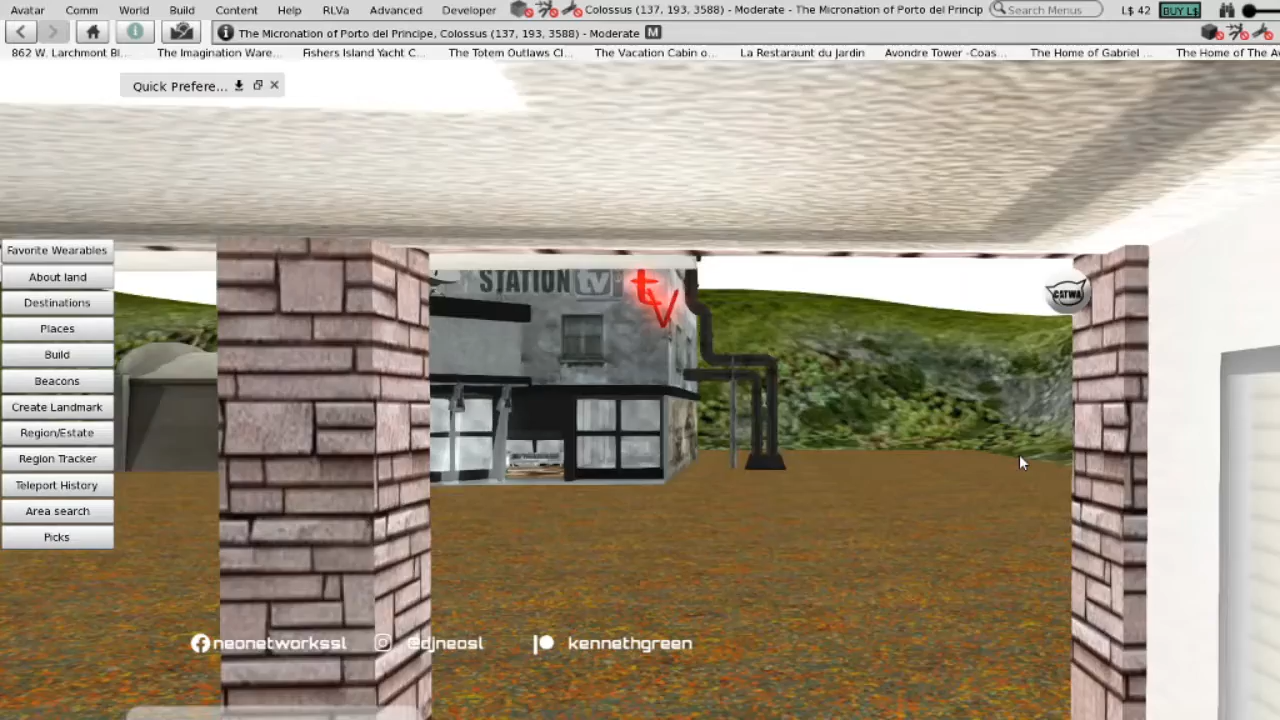 Avatar Comm World Build Content Help RLVa Advanced Developer Colossus (137, 193, 3588) - Moderate - The Micronation of Porto del Princip Search Menus L$ 42 BUY L$
The Micronation of Porto del Principe, Colossus (137, 193, 3588) - Moderate M
862 W. Larchmont Bl... The Imagination Ware... Fishers Island Yacht C... The Totem Outlaws Cl... The Vacation Cabin o... La Restaraunt du Jardin Avondre Tower -Coas... The Home of Gabriel ... The Home of The Av
Quick Prefere...
Favorite Wearables
About land
Destinations
Places
Build
Beacons
Create Landmark
Region/Estate
Region Tracker
Teleport History
Area search
Picks
STATION tv
tv
CATWA
neonetworkssl @djneosl kennethgreen